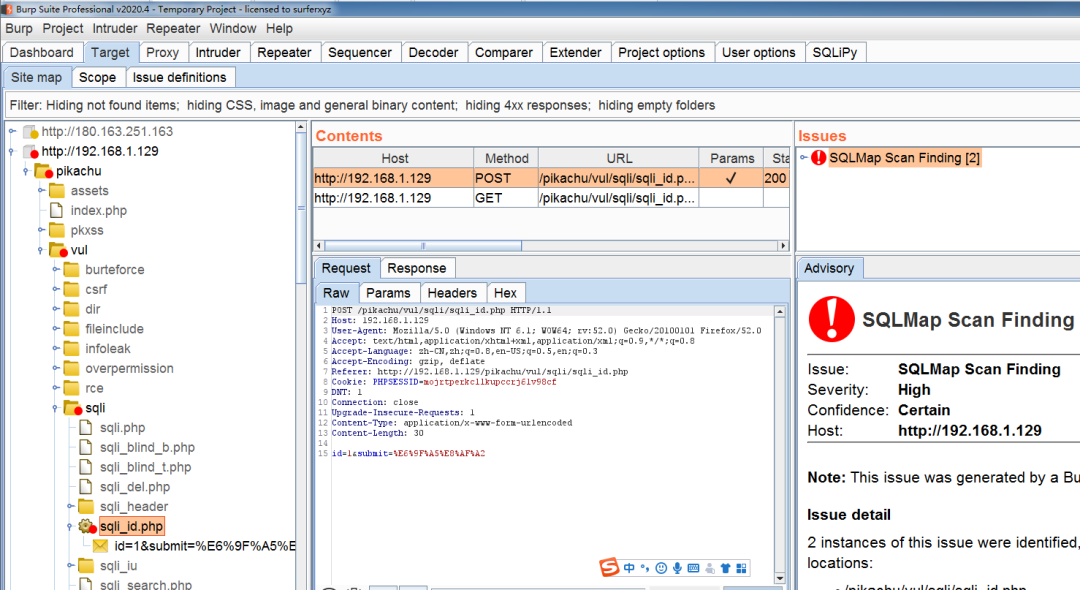 Burp Suite Professional v2020.4 - Temporary Project - licensed to surferxyz
Burp Project Intruder Repeater Window Help
Dashboard Target Proxy Intruder Repeater Sequencer Decoder Comparer Extender Project options User options SQLiPy
Site map Scope Issue definitions
Filter: Hiding not found items; hiding CSS, image and general binary content; hiding 4xx responses; hiding empty folders
http://180.163.251.163
http://192.168.1.129
pikachu
assets
index.php
pkxss
vul
burteforce
csrf
dir
fileinclude
infoleak
overpermission
rce
sqli
sqli.php
sqli_blind_b.php
sqli_blind_t.php
sqli_del.php
sqli_header
sqli_id.php
id=1&submit=%E6%9F%A5%E
sqli_iu
sqli_search.php
Contents
Host Method URL Params Sta
http://192.168.1.129 POST /pikachu/vul/sqli/sqli_id.p... ✓ 200
http://192.168.1.129 GET /pikachu/vul/sqli/sqli_id.p...
Request Response
Raw Params Headers Hex
1 POST /pikachu/vul/sqli/sqli_id.php HTTP/1.1
2 Host: 192.168.1.129
3 User-Agent: Mozilla/5.0 (Windows NT 6.1; WOW64; rv:52.0) Gecko/20100101 Firefox/52.0
4 Accept: text/html,application/xhtml+xml,application/xml;q=0.9,*/*;q=0.8
5 Accept-Language: zh-CN,zh;q=0.8,en-US;q=0.5,en;q=0.3
6 Accept-Encoding: gzip, deflate
7 Referer: http://192.168.1.129/pikachu/vul/sqli/sqli_id.php
8 Cookie: PHPSESSID=mojrtperkcl1kupccrj61v98cf
9 DNT: 1
10 Connection: close
11 Upgrade-Insecure-Requests: 1
12 Content-Type: application/x-www-form-urlencoded
13 Content-Length: 30
14
15 id=1&submit=%E6%9F%A5%E8%AF%A2
中
Issues
SQLMap Scan Finding [2]
Advisory
SQLMap Scan Finding
Issue: SQLMap Scan Finding
Severity: High
Confidence: Certain
Host: http://192.168.1.129
Note: This issue was generated by a Bu
Issue detail
2 instances of this issue were identified,
locations:
/pikachu/vul/sqli/sqli_id.php